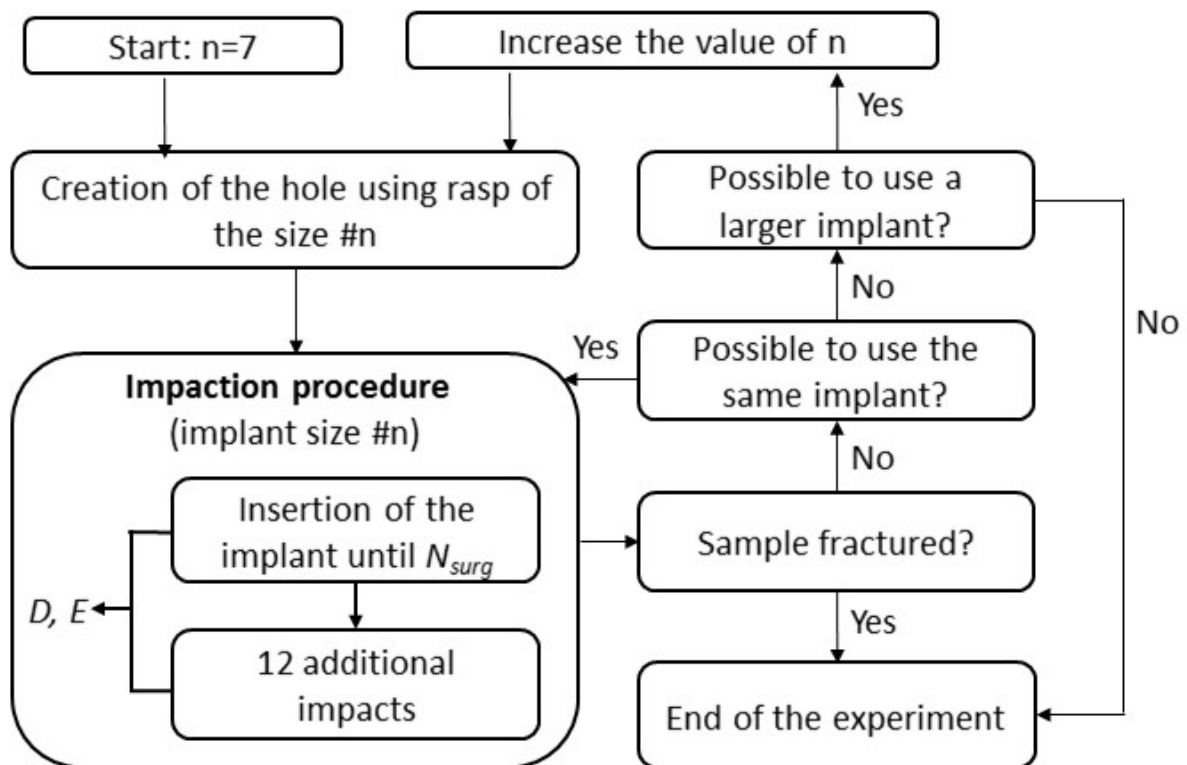 Start: n=7
Increase the value of n
Yes
Creation of the hole using rasp of
the size #n
Possible to use a
larger implant?
No
No
Possible to use the
same implant?
Yes
Impaction procedure
(implant size #n)
No
Insertion of the
implant until N_surg
Sample fractured?
D, E
Yes
12 additional
impacts
End of the experiment